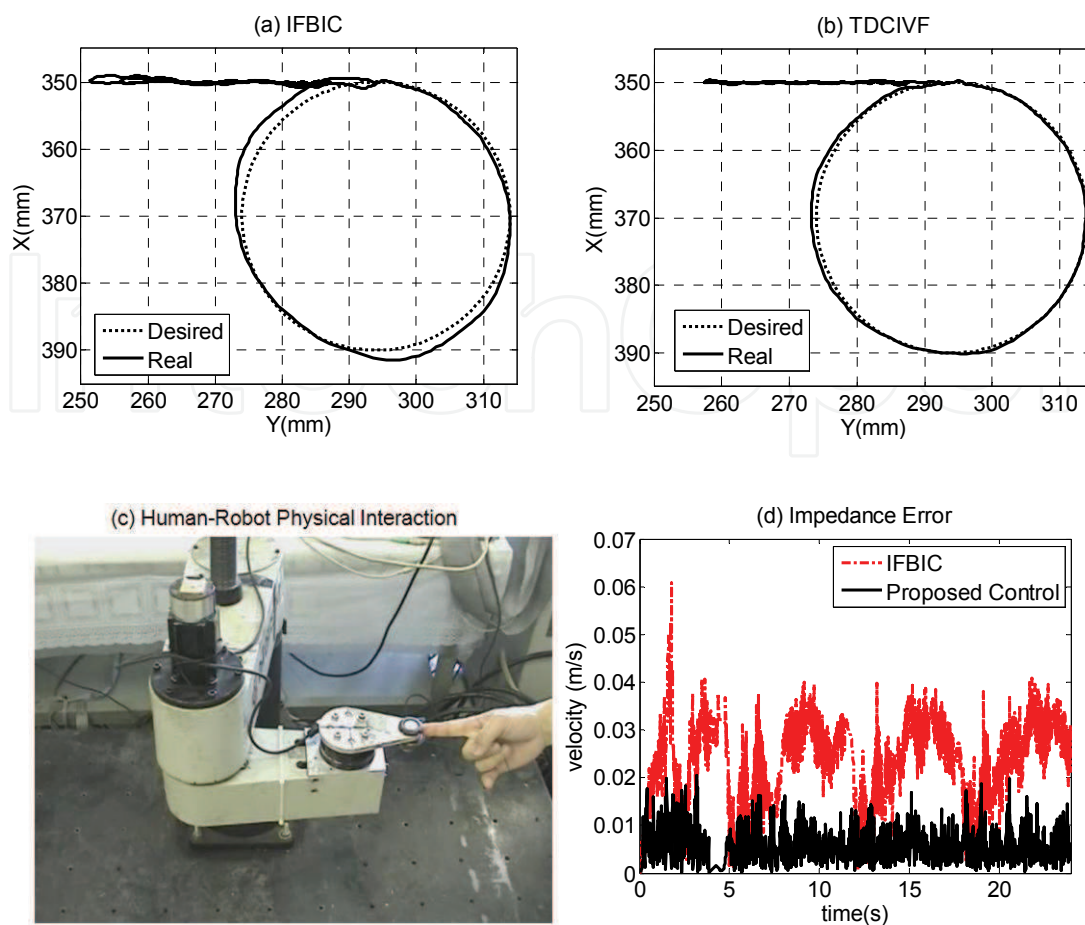 (a) IFBIC
350
360
370
380
390
X(mm)
Desired
Real
250 260 270 280 290 300 310
Y(mm)
(b) TDCIVF
350
360
370
380
390
X(mm)
Desired
Real
250 260 270 280 290 300 310
Y(mm)
(c) Human-Robot Physical Interaction
(d) Impedance Error
0.07
0.06
0.05
0.04
0.03
0.02
0.01
0
velocity (m/s)
IFBIC
Proposed Control
0 5 10 15 20
time(s)